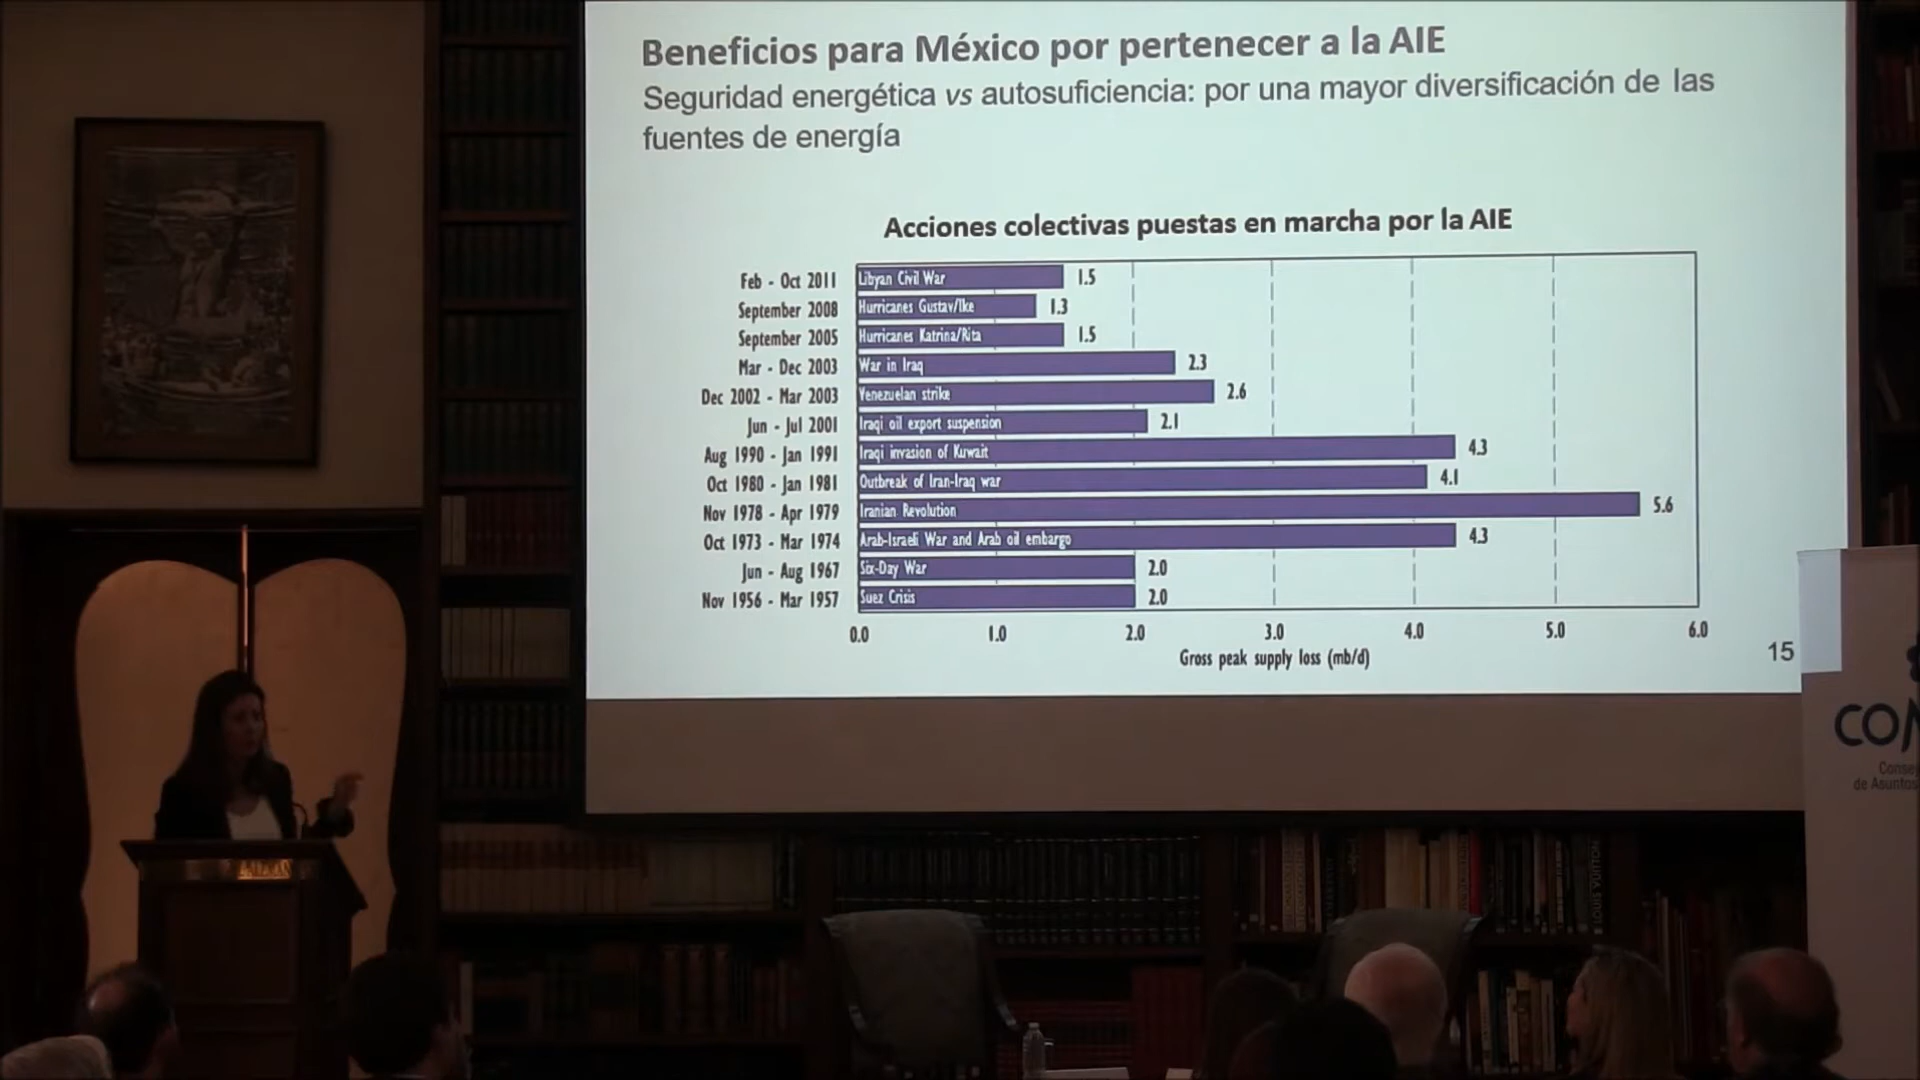 Beneficios para México por pertenecer a la AIE
Seguridad energética vs autosuficiencia: por una mayor diversificación de las
fuentes de energía
Acciones colectivas puestas en marcha por la AIE
Feb - Oct 2011 Libyan Civil War 1.5
September 2008 Hurricanes Gustav/Ike 1.3
September 2005 Hurricanes Katrina/Rita 1.5
Mar - Dec 2003 War in Iraq 2.3
Dec 2002 - Mar 2003 Venezuelan strike 2.6
Jun - Jul 2001 Iraqi oil export suspension 2.1
Aug 1990 - Jan 1991 Iraqi invasion of Kuwait 4.3
Oct 1980 - Jan 1981 Outbreak of Iran-Iraq war 4.1
Nov 1978 - Apr 1979 Iranian Revolution 5.6
Oct 1973 - Mar 1974 Arab-Israeli War and Arab oil embargo 4.3
Jun - Aug 1967 Six-Day War 2.0
Nov 1956 - Mar 1957 Suez Crisis 2.0
0.0 1.0 2.0 3.0 4.0 5.0 6.0
Gross peak supply loss (mb/d)
15
COM
Conse
de Asuntos
LOUIS VUITTON